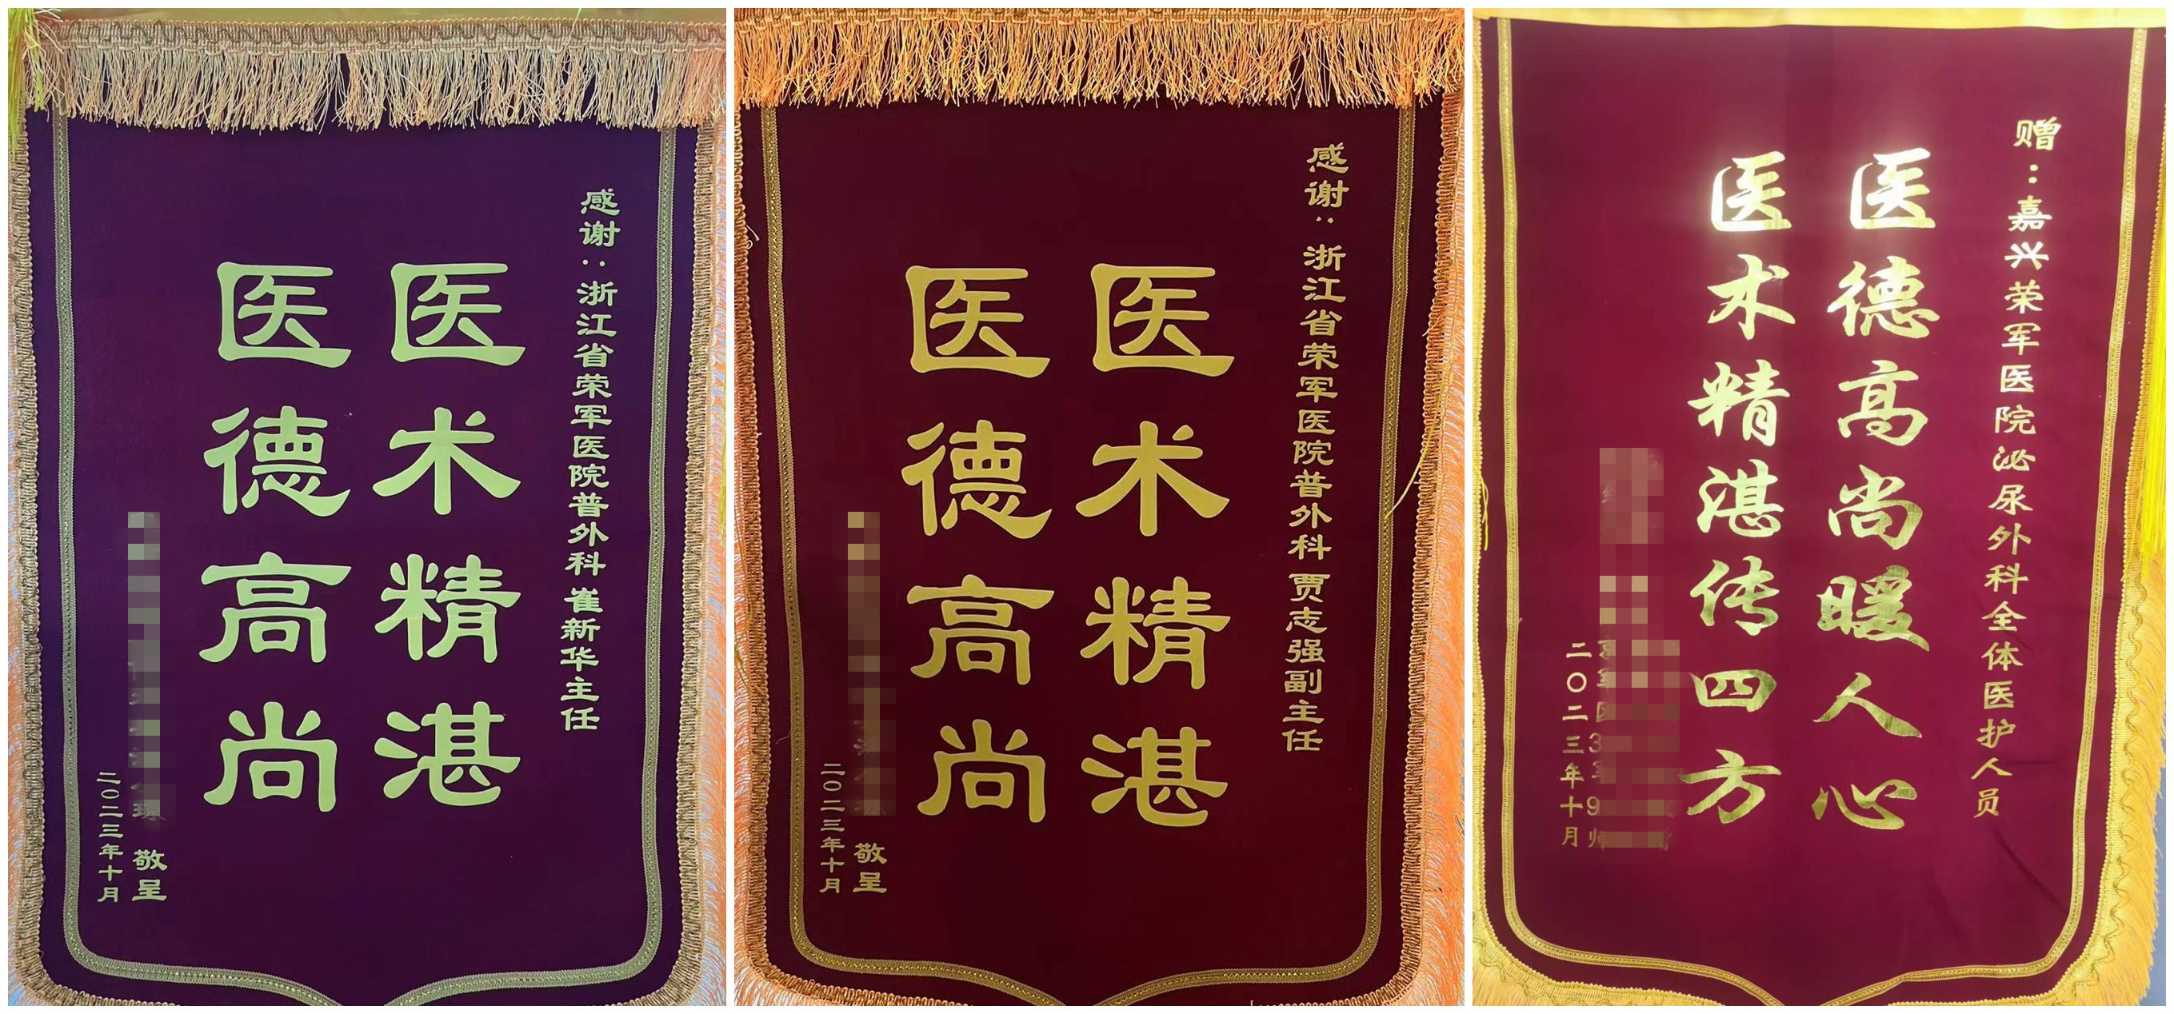 感谢：浙江省荣军医院普外科 崔新华主任
医术精湛
医德高尚
敬呈
二〇二三年十月
感谢：浙江省荣军医院普外科 贾志强副主任
医术精湛
医德高尚
敬呈
二〇二三年十月
赠：嘉兴荣军医院泌尿外科全体医护人员
医德高尚暖人心
医术精湛传四方
二〇二三年十月